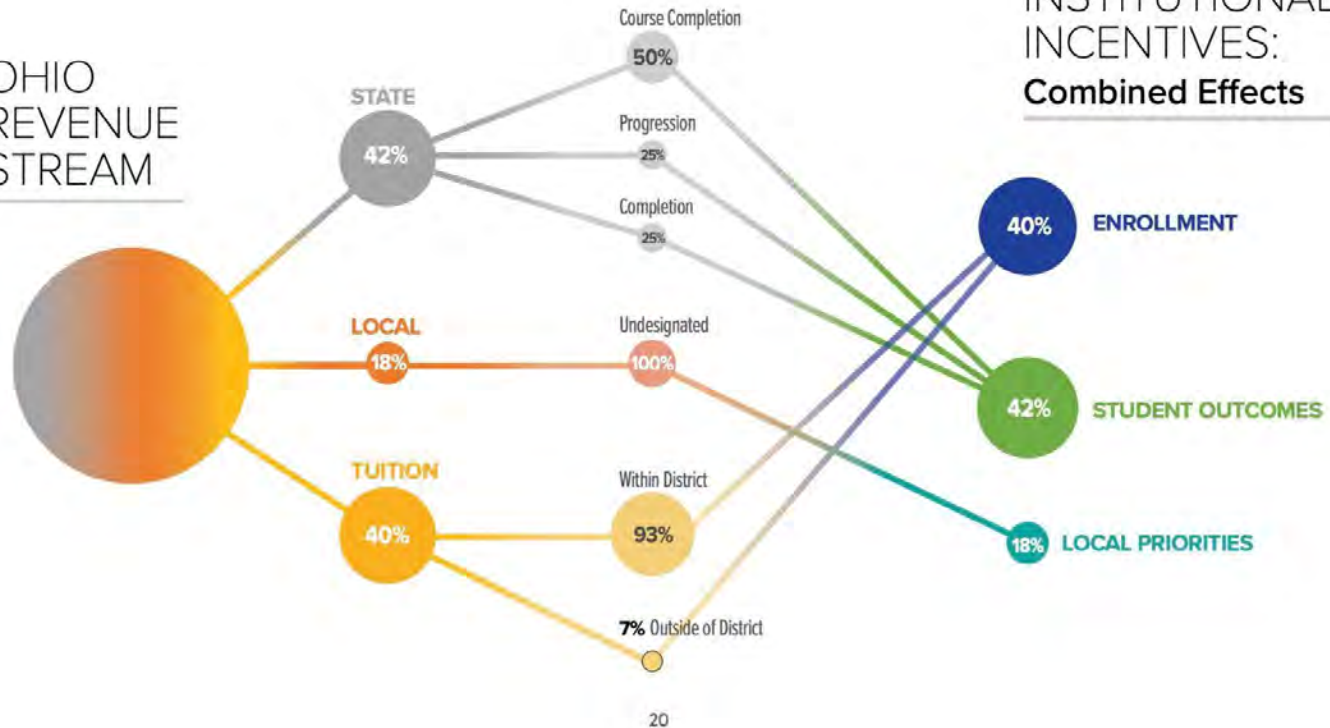 OHIO
REVENUE
STREAM
STATE
42%
LOCAL
18%
TUITION
40%
Course Completion
50%
Progression
25%
Completion
25%
Undesignated
100%
Within District
93%
7% Outside of District
INSTITUTIONAL
INCENTIVES:
Combined Effects
40% ENROLLMENT
42% STUDENT OUTCOMES
18% LOCAL PRIORITIES
20